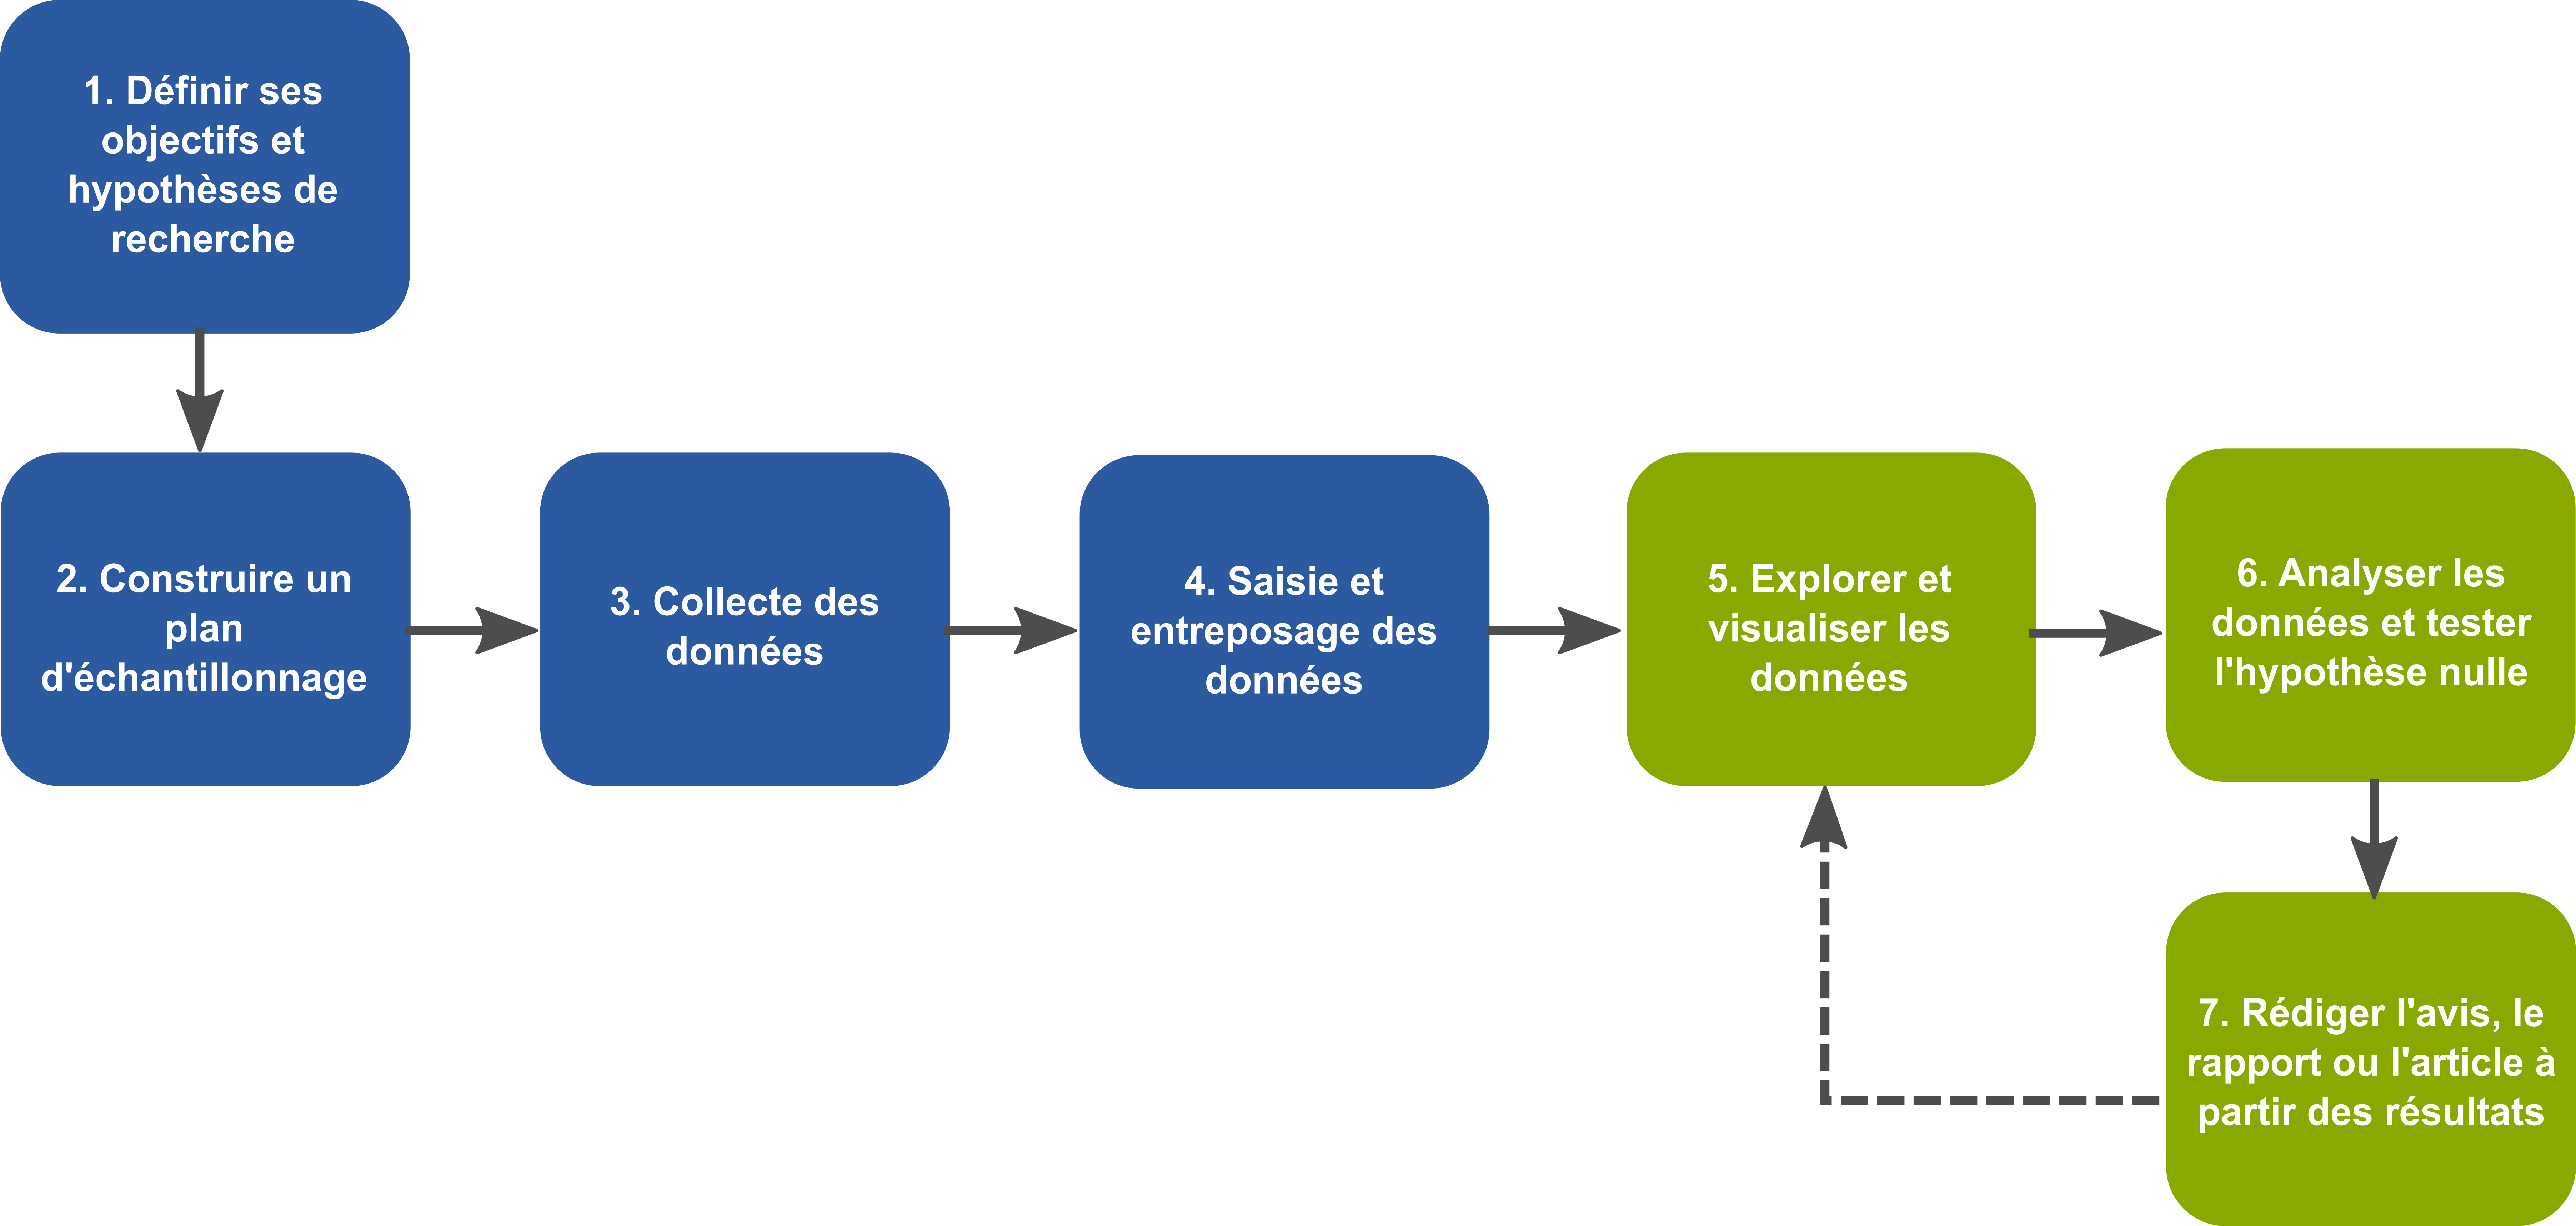 1. Définir ses
objectifs et
hypothèses de
recherche
2. Construire un
plan
d'échantillonnage
3. Collecte des
données
4. Saisie et
entreposage des
données
5. Explorer et
visualiser les
données
6. Analyser les
données et tester
l'hypothèse nulle
7. Rédiger l'avis, le
rapport ou l'article à
partir des résultats